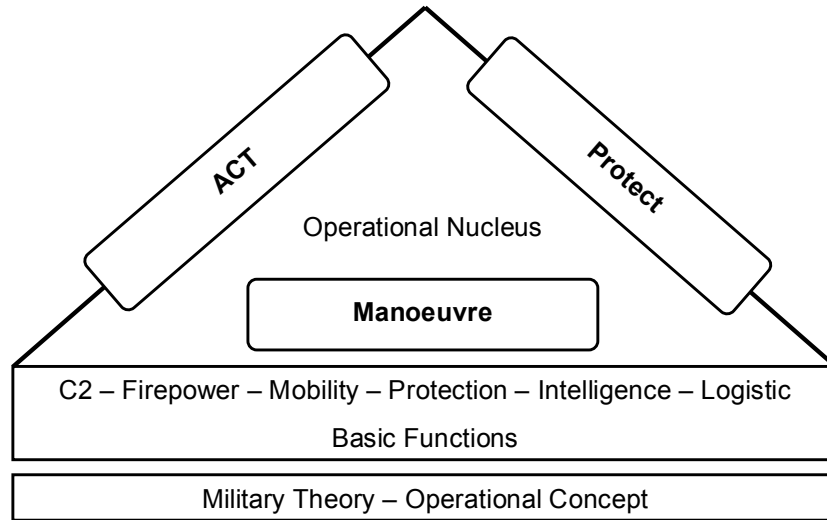 ACT
Protect
Operational Nucleus
Manoeuvre
C2 – Firepower – Mobility – Protection – Intelligence – Logistic
Basic Functions
Military Theory – Operational Concept